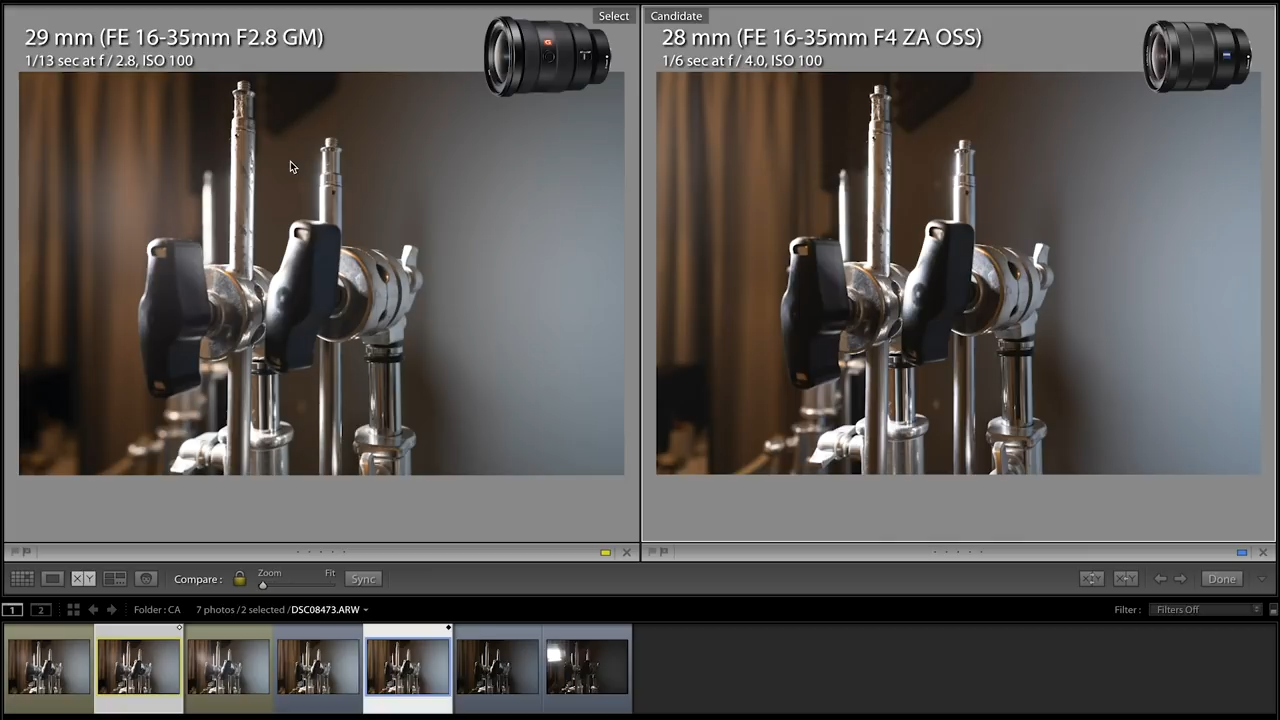 Select
29 mm (FE 16-35mm F2.8 GM)
1/13 sec at f / 2.8, ISO 100
Candidate
28 mm (FE 16-35mm F4 ZA OSS)
1/6 sec at f / 4.0, ISO 100
G
XY
Compare :
Zoom
Fit
Sync
Done
1
2
Folder : CA
7 photos / 2 selected / DSC08473.ARW
Filter :
Filters Off